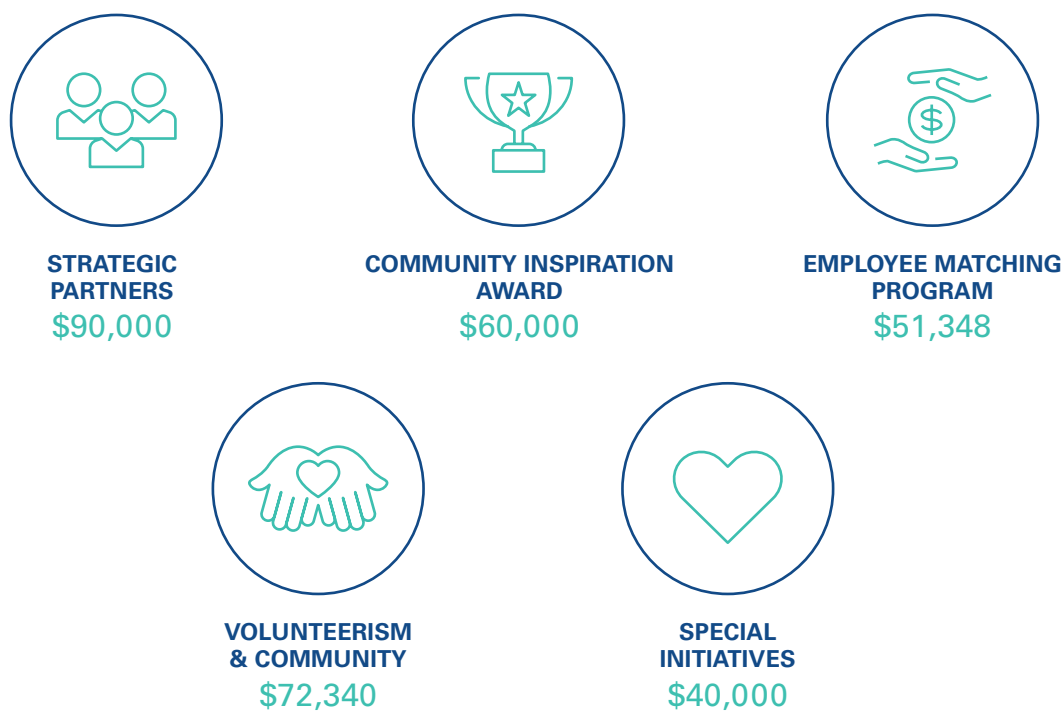 STRATEGIC
PARTNERS
$90,000
COMMUNITY INSPIRATION
AWARD
$60,000
$
EMPLOYEE MATCHING
PROGRAM
$51,348
VOLUNTEERISM
& COMMUNITY
$72,340
SPECIAL
INITIATIVES
$40,000